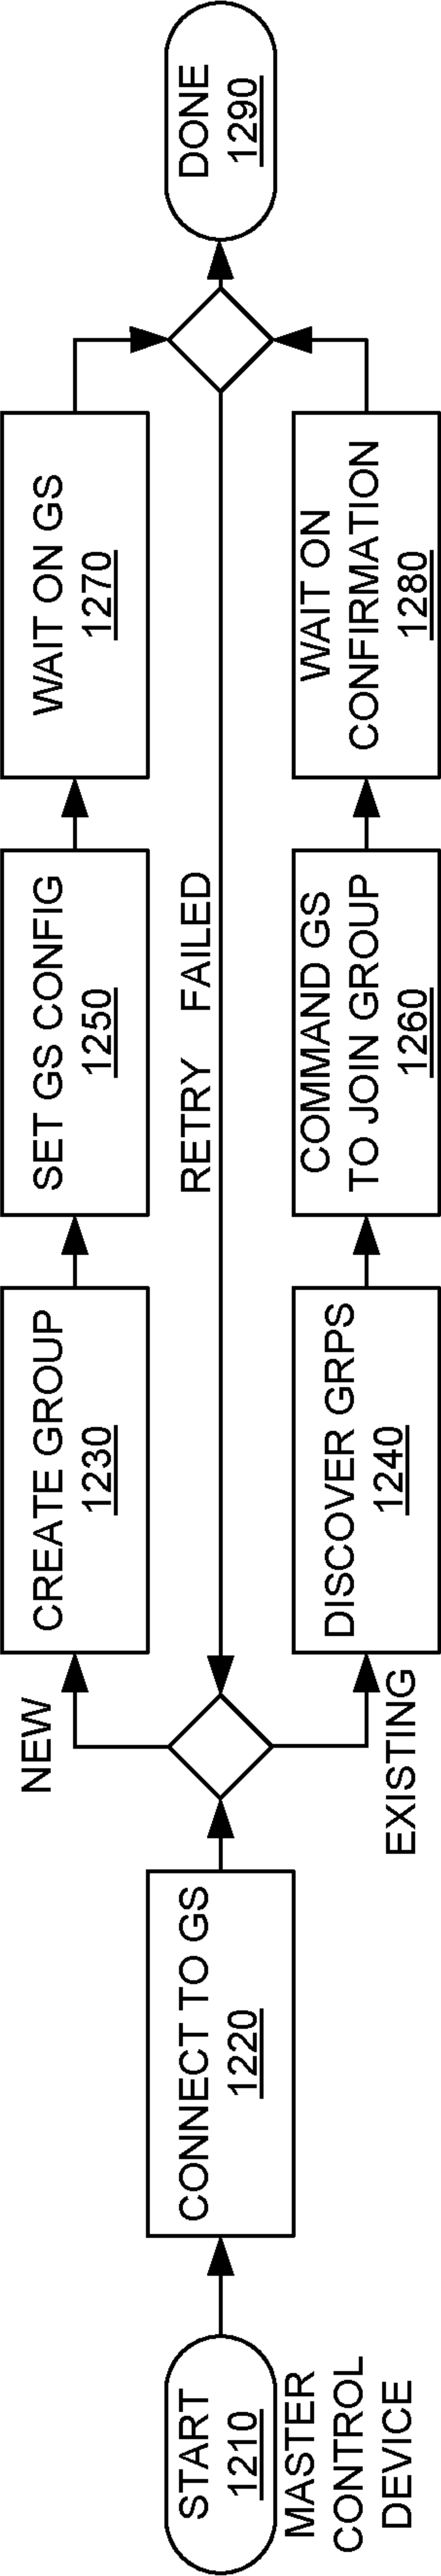 START
1210
MASTER
CONTROL
DEVICE
CONNECT TO GS
1220
NEW
CREATE GROUP
1230
SET GS CONFIG
1250
WAIT ON GS
1270
RETRY FAILED
EXISTING
DISCOVER GRPS
1240
COMMAND GS
TO JOIN GROUP
1260
WAIT ON
CONFIRMATION
1280
DONE
1290